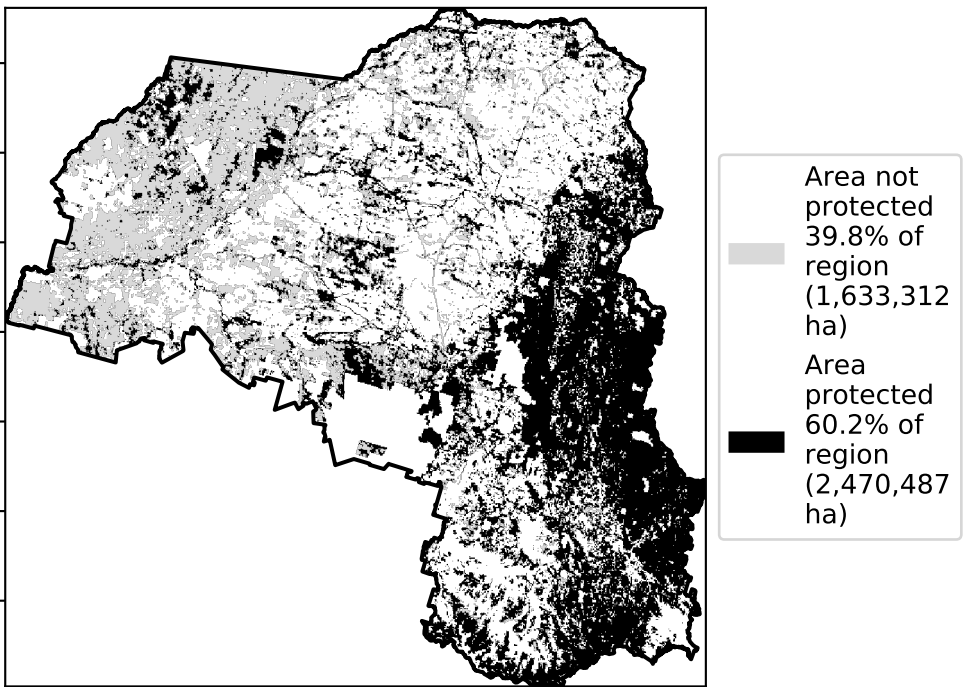 Area not
protected
39.8% of
region
(1,633,312
ha)
Area
protected
60.2% of
region
(2,470,487
ha)